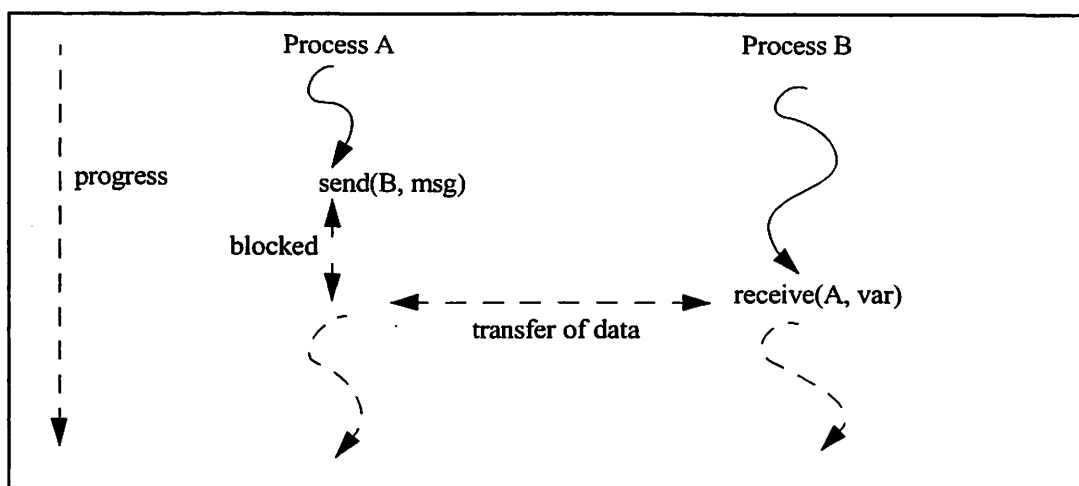 Process A
Process B
progress
send(B, msg)
blocked
receive(A, var)
transfer of data